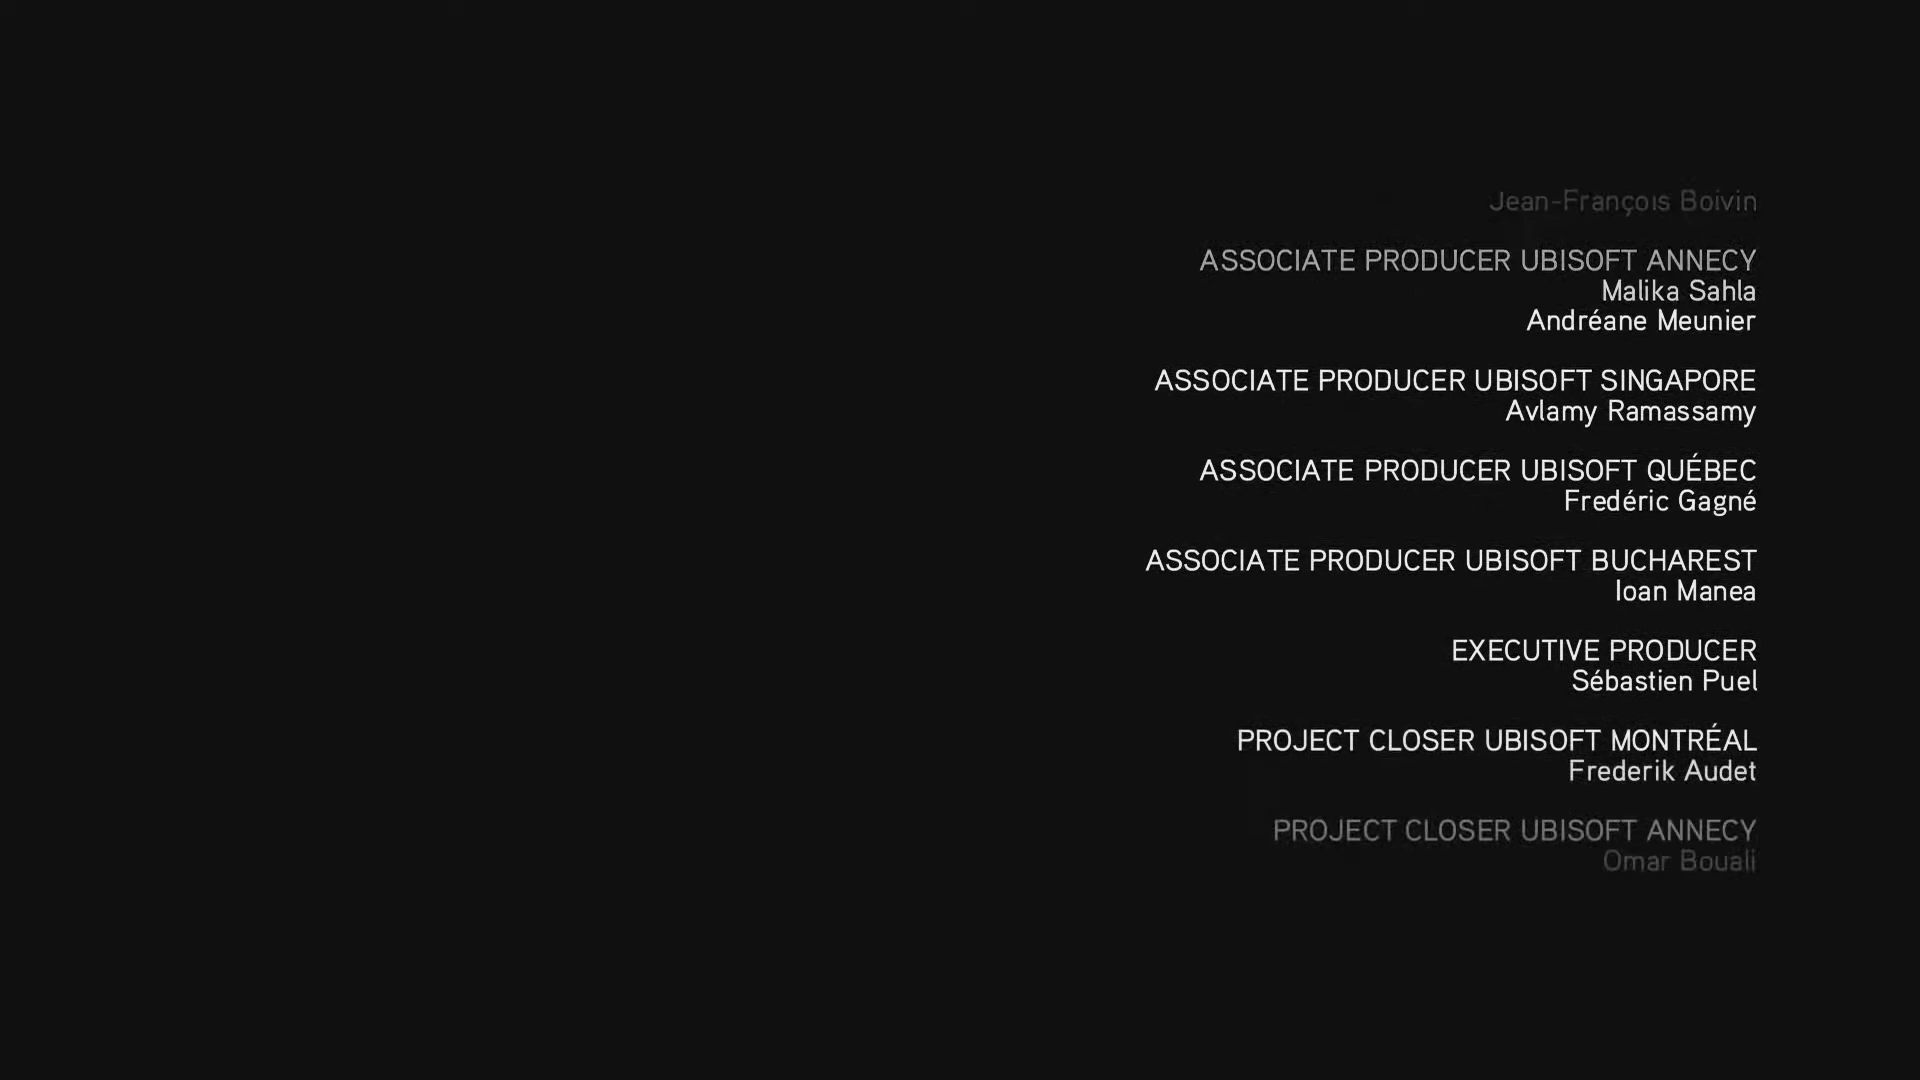 Jean-François Boivin
ASSOCIATE PRODUCER UBISOFT ANNECY
Malika Sahla
Andréane Meunier
ASSOCIATE PRODUCER UBISOFT SINGAPORE
Avlamy Ramassamy
ASSOCIATE PRODUCER UBISOFT QUÉBEC
Fredéric Gagné
ASSOCIATE PRODUCER UBISOFT BUCHAREST
Ioan Manea
EXECUTIVE PRODUCER
Sébastien Puel
PROJECT CLOSER UBISOFT MONTRÉAL
Frederik Audet
PROJECT CLOSER UBISOFT ANNECY
Omar Bouali